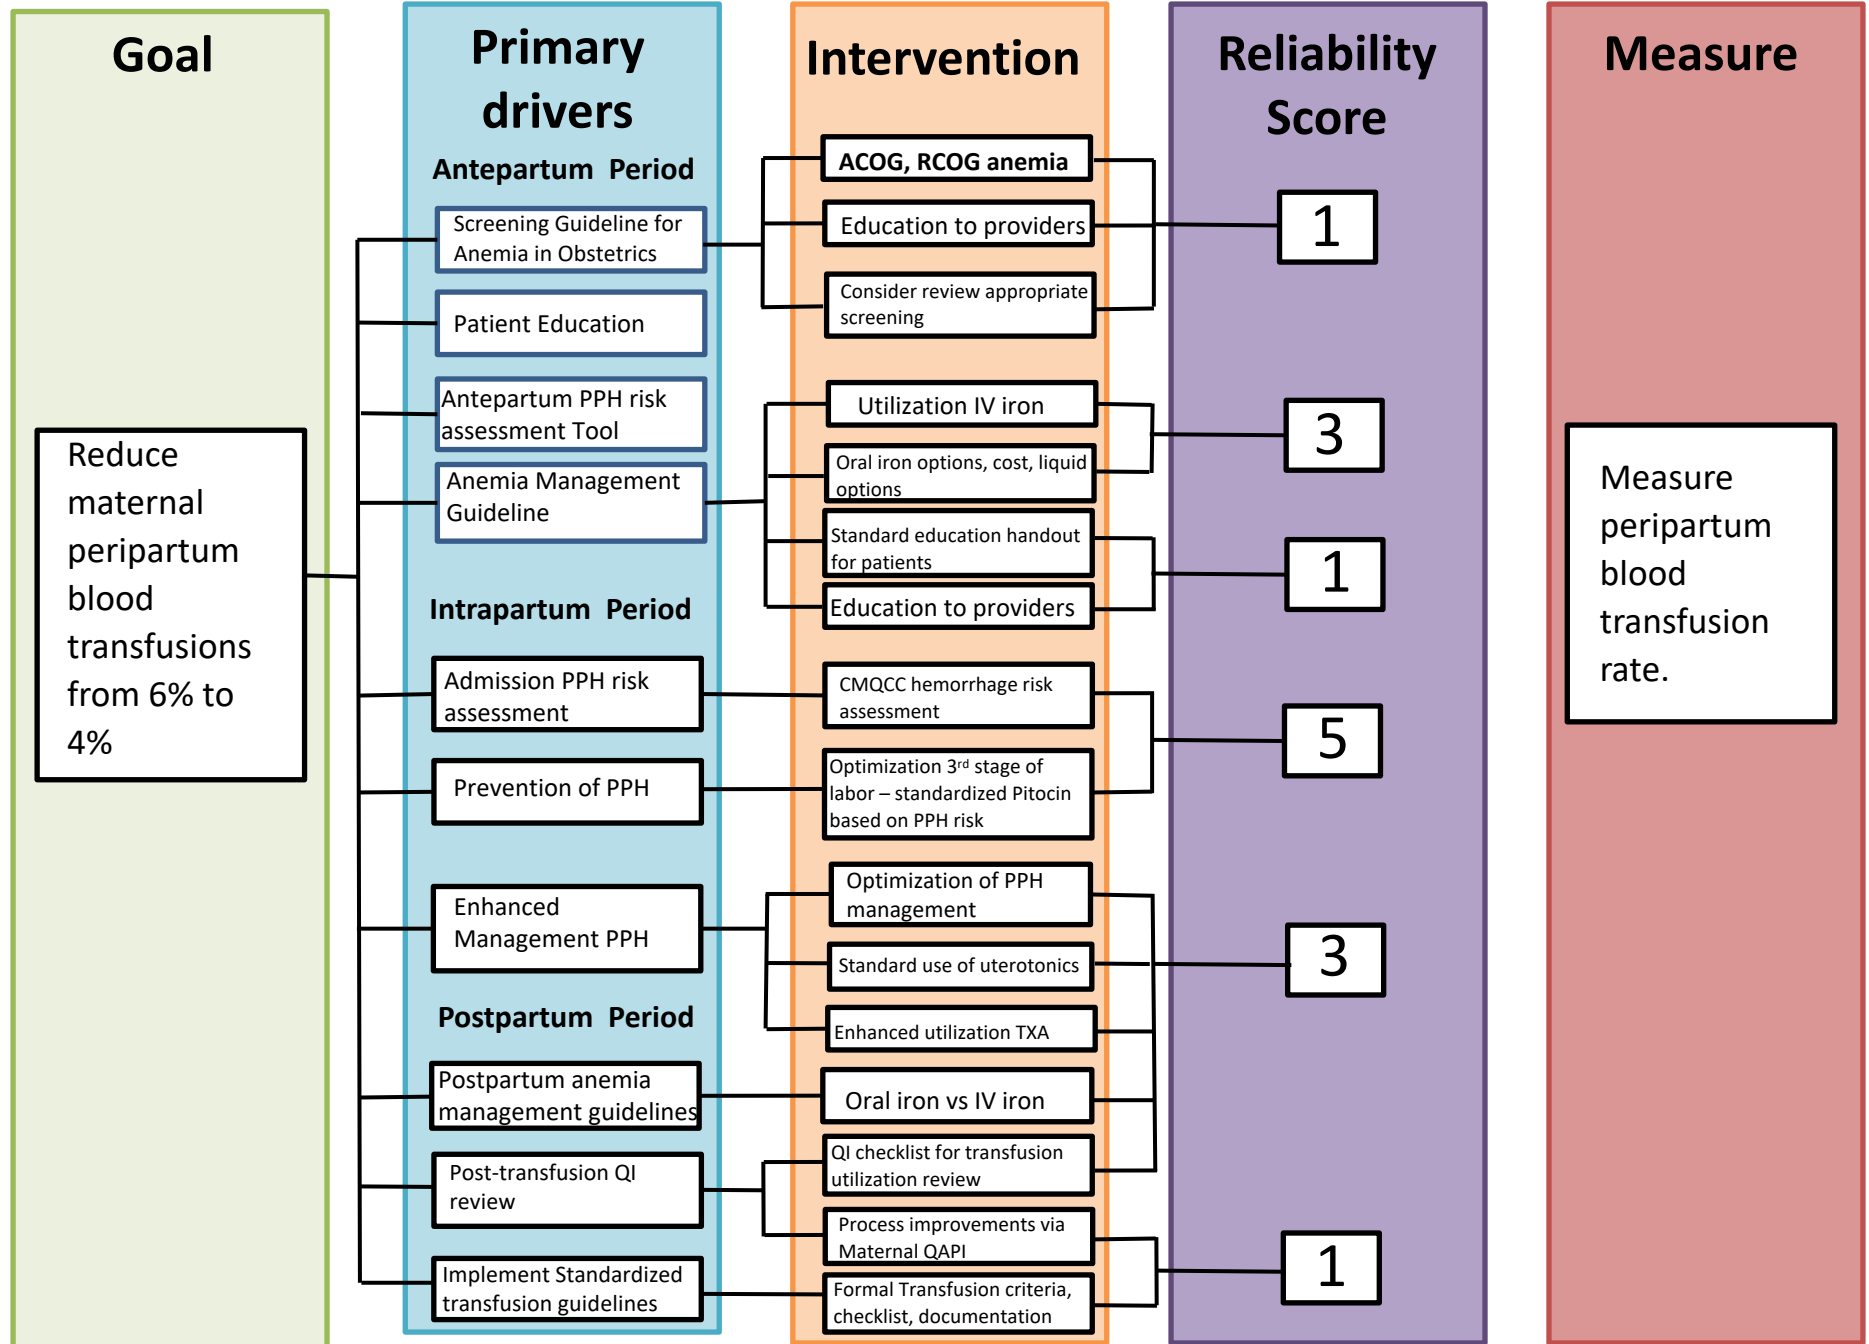 Goal
Reduce
maternal
peripartum
blood
transfusions
from 6% to
4%
Primary
drivers
Antepartum Period
Screening Guideline for
Anemia in Obstetrics
Patient Education
Antepartum PPH risk
assessment Tool
Anemia Management
Guideline
Intrapartum Period
Admission PPH risk
assessment
Prevention of PPH
Enhanced
Management PPH
Postpartum Period
Postpartum anemia
management guidelines
Post-transfusion QI
review
Implement Standardized
transfusion guidelines
Intervention
ACOG, RCOG anemia
Education to providers
Consider review appropriate
screening
Utilization IV iron
Oral iron options, cost, liquid
options
Standard education handout
for patients
Education to providers
CMQCC hemorrhage risk
assessment
Optimization 3rd stage of
labor – standardized Pitocin
based on PPH risk
Optimization of PPH
management
Standard use of uterotonics
Enhanced utilization TXA
Oral iron vs IV iron
QI checklist for transfusion
utilization review
Process improvements via
Maternal QAPI
Formal Transfusion criteria,
checklist, documentation
Reliability
Score
1
3
1
5
3
1
Measure
Measure
peripartum
blood
transfusion
rate.